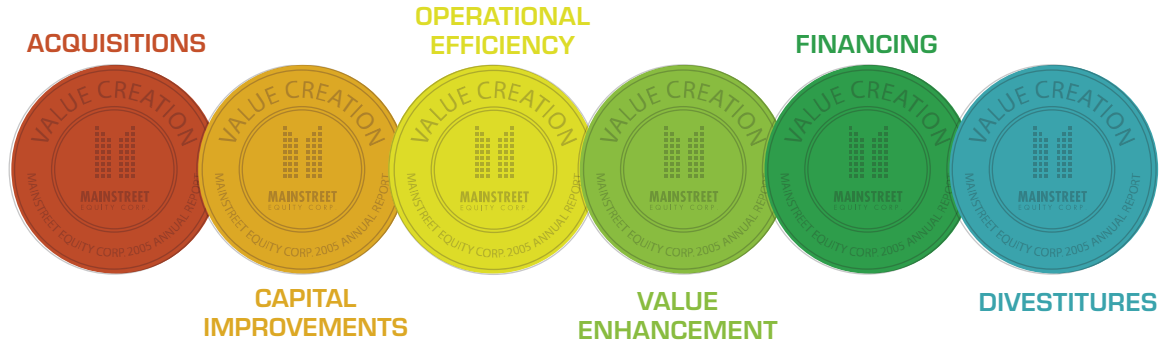 ACQUISITIONS
VALUE CREATION
MAINSTREET
EQUITY CORP
MAINSTREET EQUITY CORP. 2005 ANNUAL REPORT
CAPITAL
IMPROVEMENTS
VALUE CREATION
MAINSTREET
EQUITY CORP
MAINSTREET EQUITY CORP. 2005 ANNUAL REPORT
OPERATIONAL
EFFICIENCY
VALUE CREATION
MAINSTREET
EQUITY CORP
MAINSTREET EQUITY CORP. 2005 ANNUAL REPORT
VALUE
ENHANCEMENT
VALUE CREATION
MAINSTREET
EQUITY CORP
MAINSTREET EQUITY CORP. 2005 ANNUAL REPORT
FINANCING
VALUE CREATION
MAINSTREET
EQUITY CORP
MAINSTREET EQUITY CORP. 2005 ANNUAL REPORT
DIVESTITURES
VALUE CREATION
MAINSTREET
EQUITY CORP
MAINSTREET EQUITY CORP. 2005 ANNUAL REPORT